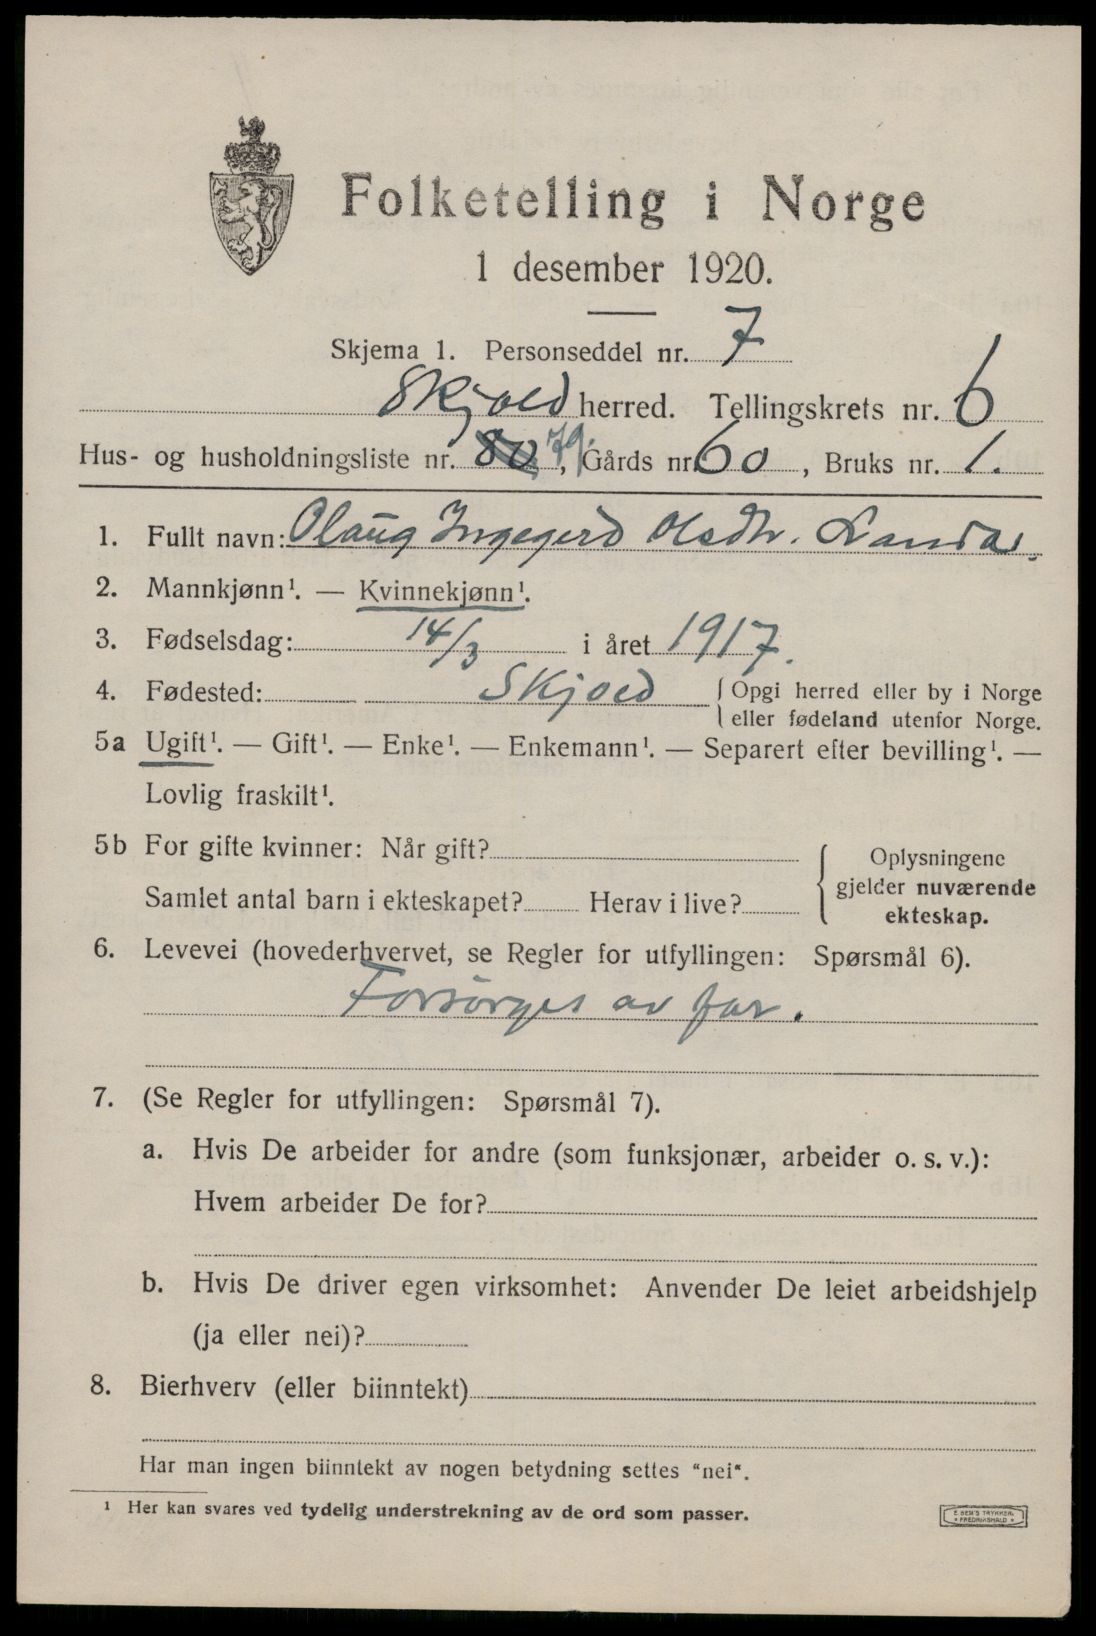 Folketelling i Norge
1 desember 1920.
Skjema 1. Personseddel nr. 7
Skjold herred. Tellingskrets nr. 6
Hus- og husholdningsliste nr. 80 79, Gårds nr. 60, Bruks nr. 1.
1. Fullt navn: Olaug Ingegerd Olsdtr. Landa.
2. Mannkjønn¹. — Kvinnekjønn¹.
3. Fødselsdag: 14/3 i året 1917.
4. Fødested: Skjold { Opgi herred eller by i Norge
eller fødeland utenfor Norge.
5a Ugift¹. — Gift¹. — Enke¹. — Enkemann¹. — Separert efter bevilling¹. —
Lovlig fraskilt¹.
5b For gifte kvinner: Når gift?
Samlet antal barn i ekteskapet? Herav i live?
{ Oplysningene
gjelder nuværende
ekteskap.
6. Levevei (hovederhvervet, se Regler for utfyllingen: Spørsmål 6).
Forsørges av far.
7. (Se Regler for utfyllingen: Spørsmål 7).
a. Hvis De arbeider for andre (som funksjonær, arbeider o. s. v.):
Hvem arbeider De for?
b. Hvis De driver egen virksomhet: Anvender De leiet arbeidshjelp
(ja eller nei)?
8. Bierhverv (eller biinntekt)
Har man ingen biinntekt av nogen betydning settes "nei".
¹ Her kan svares ved tydelig understrekning av de ord som passer.
E. SEM'S TRYKKERI,
* FREDRIKSHALD *